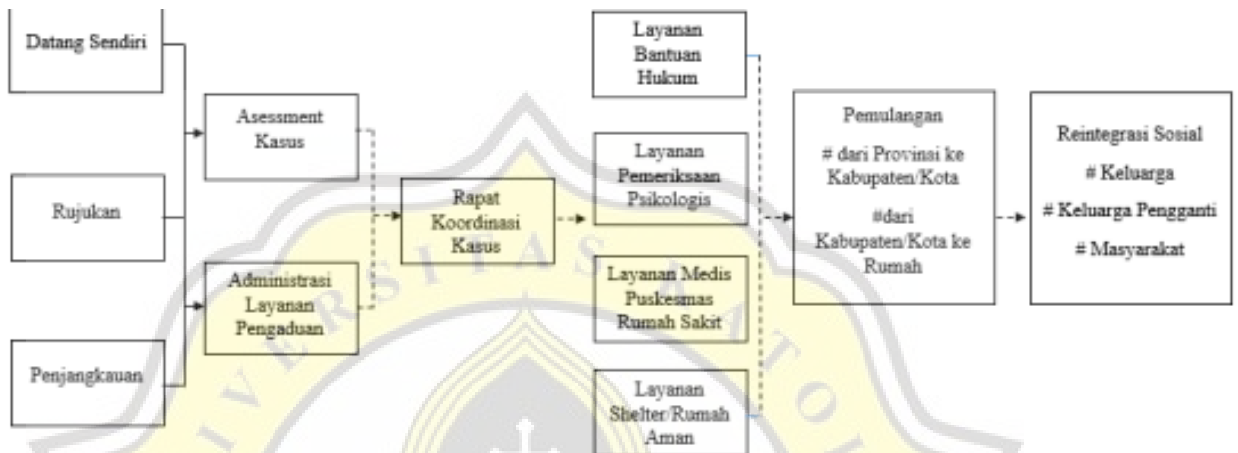 Datang Sendiri
Rujukan
Penjangkauan
Asessment
Kasus
Administrasi
Layanan
Pengaduan
Rapat
Koordinasi
Kasus
Layanan
Bantuan
Hukum
Layanan
Pemeriksaan
Psikologis
Layanan Medis
Puskesmas
Rumah Sakit
Layanan
Shelter/Rumah
Aman
Pemulangan
# dari Provinsi ke
Kabupaten/Kota
#dari
Kabupaten/Kota ke
Rumah
Reintegrasi Sosial
# Keluarga
# Keluarga Pengganti
# Masyarakat